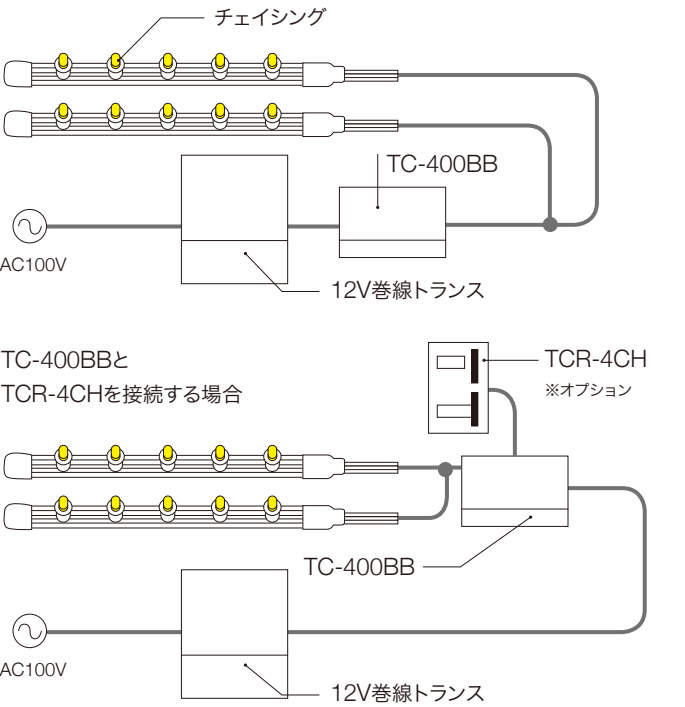 チェイシング
TC-400BB
AC100V
12V巻線トランス
TC-400BBと
TCR-4CHを接続する場合
TCR-4CH
※オプション
TC-400BB
AC100V
12V巻線トランス